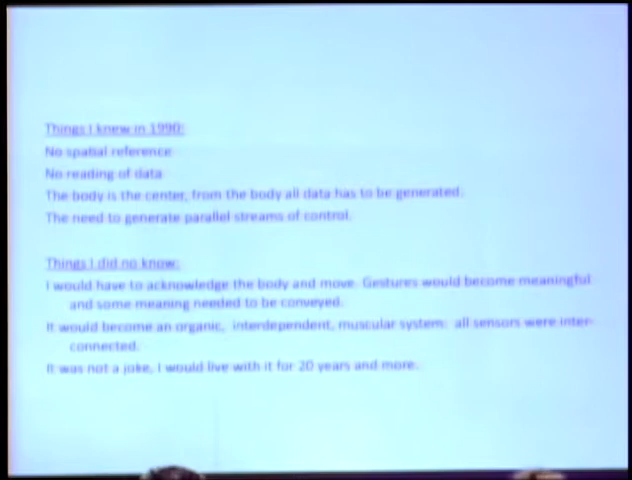 Things I knew in 1990:
No spatial reference
No reading of data
The body is the center, from the body all data has to be generated.
The need to generate parallel streams of control.
Things I did no know:
I would have to acknowledge the body and move. Gestures would become meaningful
and some meaning needed to be conveyed.
It would become an organic, interdependent, muscular system: all sensors were inter-
connected.
It was not a joke, I would live with it for 20 years and more.